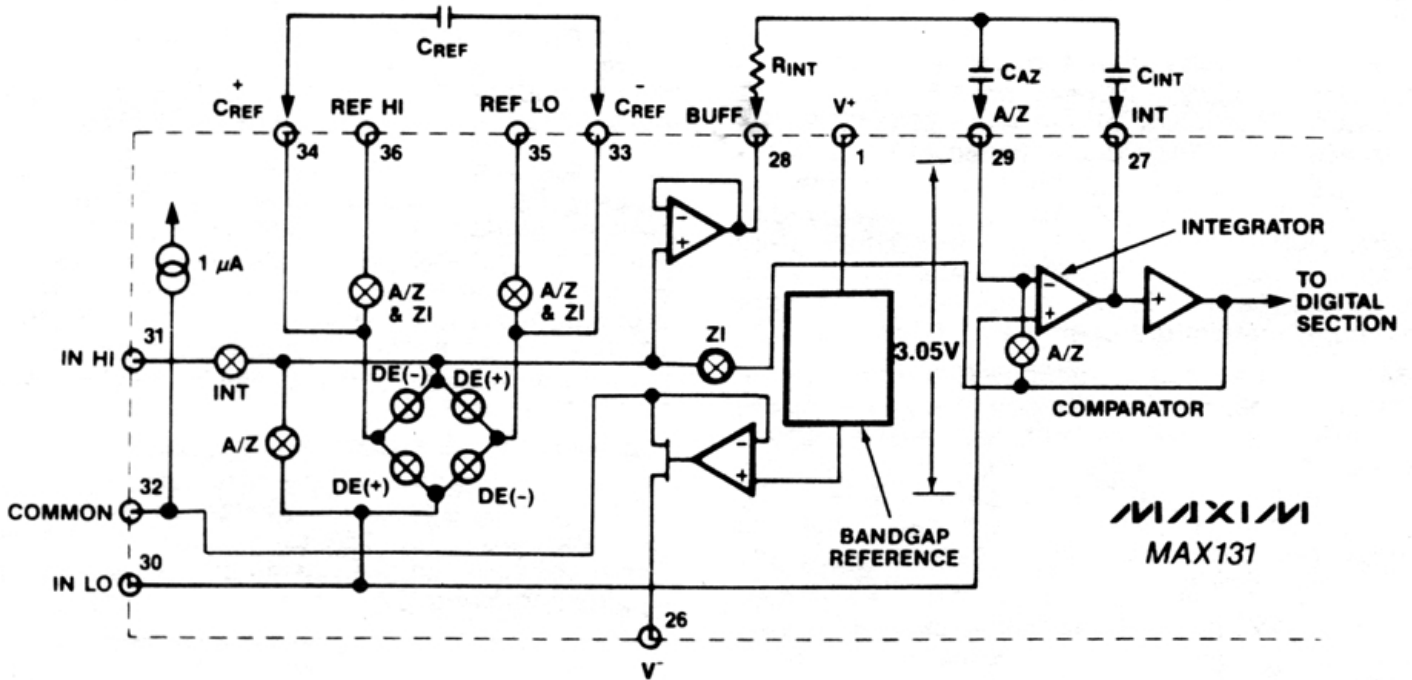 CREF
RINT
CAZ
CINT
+
CREF
REF HI
REF LO
-
CREF
BUFF
V+
A/Z
INT
34
36
35
33
28
1
29
27
1 µA
A/Z
& ZI
A/Z
& ZI
-
+
INTEGRATOR
-
+
+
TO
DIGITAL
SECTION
31
IN HI
INT
ZI
3.05V
A/Z
DE(-)
DE(+)
COMPARATOR
A/Z
-
+
DE(+)
DE(-)
32
COMMON
BANDGAP
REFERENCE
MAXIM
MAX131
30
IN LO
26
V-